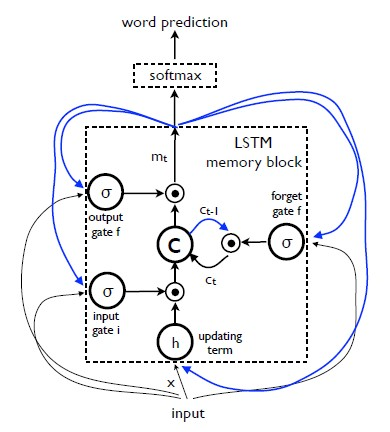 word prediction
softmax
LSTM
memory block
mt
σ
output
gate f
ct-1
C
ct
forget
gate f
σ
σ
input
gate i
h
updating
term
x
input